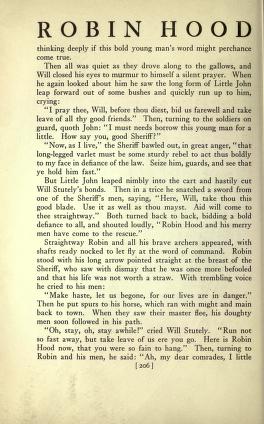 ROBIN HOOD
thinking deeply if this bold young man's word might perchance
come true.
Then all was quiet as they drove along to the gallows, and
Will closed his eyes to murmur to himself a silent prayer. When
he again looked about him he saw the long form of Little John
leap forward out of some bushes and quickly run up to him,
crying:
"I pray thee, Will, before thou diest, bid us farewell and take
leave of all thy good friends." Then, turning to the soldiers on
guard, quoth John: "I must needs borrow this young man for a
little. How say you, good Sheriff?"
"Now, as I live," the Sheriff bawled out, in great anger, "that
long-legged varlet must be some sturdy rebel to act thus boldly
to my face in defiance of the law. Seize him, guards, and see that
ye hold him fast."
But Little John leaped nimbly into the cart and hastily cut
Will Stutely's bonds. Then in a trice he snatched a sword from
one of the Sheriff's men, saying, "Here, Will, take thou this
good blade. Use it as well as thou mayst. Aid will come to
thee straightway." Both turned back to back, bidding a bold
defiance to all, and shouted loudly, "Robin Hood and his merry
men have come to the rescue."
Straightway Robin and all his brave archers appeared, with
shafts ready nocked to let fly at the word of command. Robin
stood with his long arrow pointed straight at the breast of the
Sheriff, who saw with dismay that he was once more befooled
and that his life was not worth a straw. With trembling voice
he cried to his men:
"Make haste, let us begone, for our lives are in danger."
Then he put spurs to his horse, which ran with might and main
back to town. When they saw their master flee, his doughty
men soon followed in his path.
"Oh, stay, oh, stay awhile!" cried Will Stutely. "Run not
so fast away, but take leave of us ere you go. Here is Robin
Hood now, that you were so fain to hang." Then, turning to
Robin and his men, he said: "Ah, my dear comrades, I little
[206]